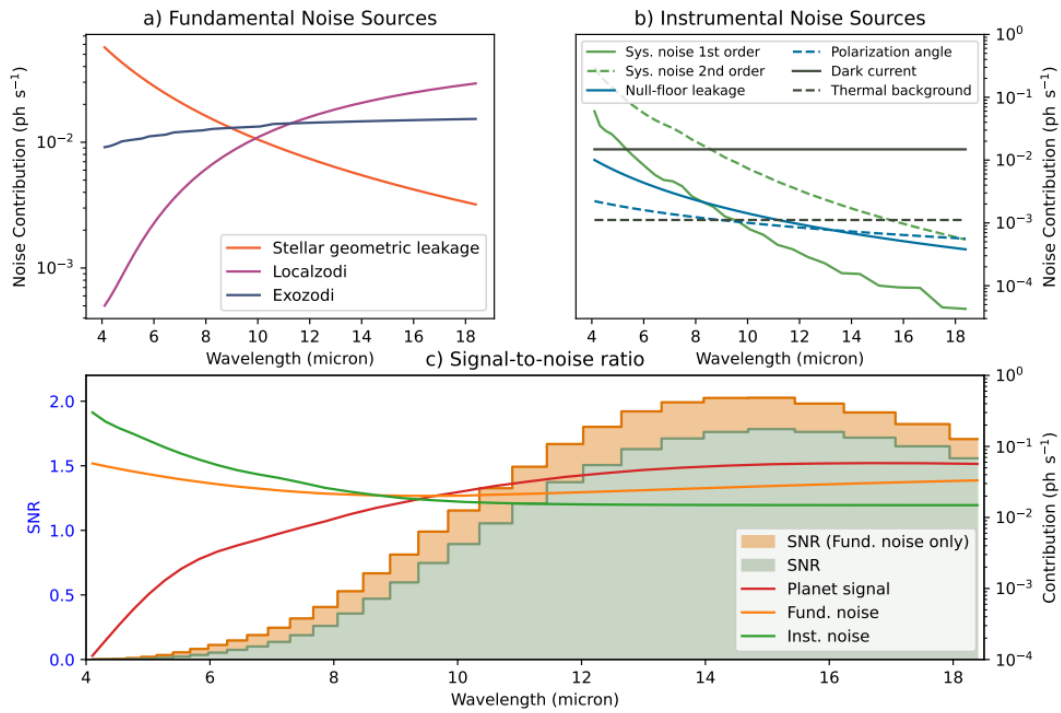 a) Fundamental Noise Sources
Noise Contribution (ph s⁻¹)
10⁻²
10⁻³
Stellar geometric leakage
Localzodi
Exozodi
4 6 8 10 12 14 16 18
Wavelength (micron)
b) Instrumental Noise Sources
Sys. noise 1st order
Sys. noise 2nd order
Null-floor leakage
Polarization angle
Dark current
Thermal background
10⁰
10⁻¹
10⁻²
10⁻³
10⁻⁴
Noise Contribution (ph s⁻¹)
4 6 8 10 12 14 16 18
Wavelength (micron)
c) Signal-to-noise ratio
SNR
2.0
1.5
1.0
0.5
0.0
SNR (Fund. noise only)
SNR
Planet signal
Fund. noise
Inst. noise
10⁰
10⁻¹
10⁻²
10⁻³
10⁻⁴
Contribution (ph s⁻¹)
4 6 8 10 12 14 16 18
Wavelength (micron)